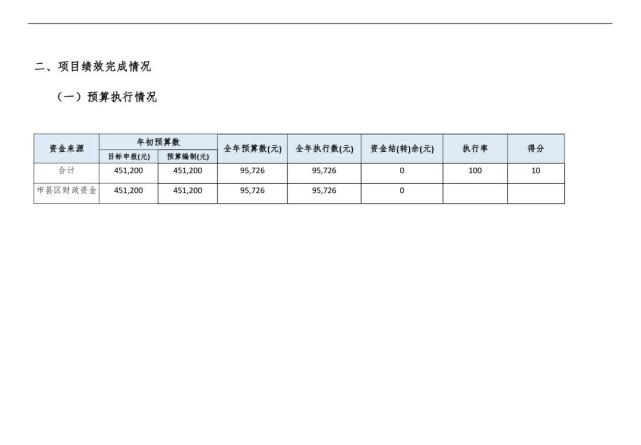 二、项目绩效完成情况
（一）预算执行情况
资金来源 年初预算数 全年预算数(元) 全年执行数(元) 资金结(转)余(元) 执行率 得分
目标申报(元) 预算编制(元)
合计 451,200 451,200 95,726 95,726 0 100 10
市县区财政资金 451,200 451,200 95,726 95,726 0